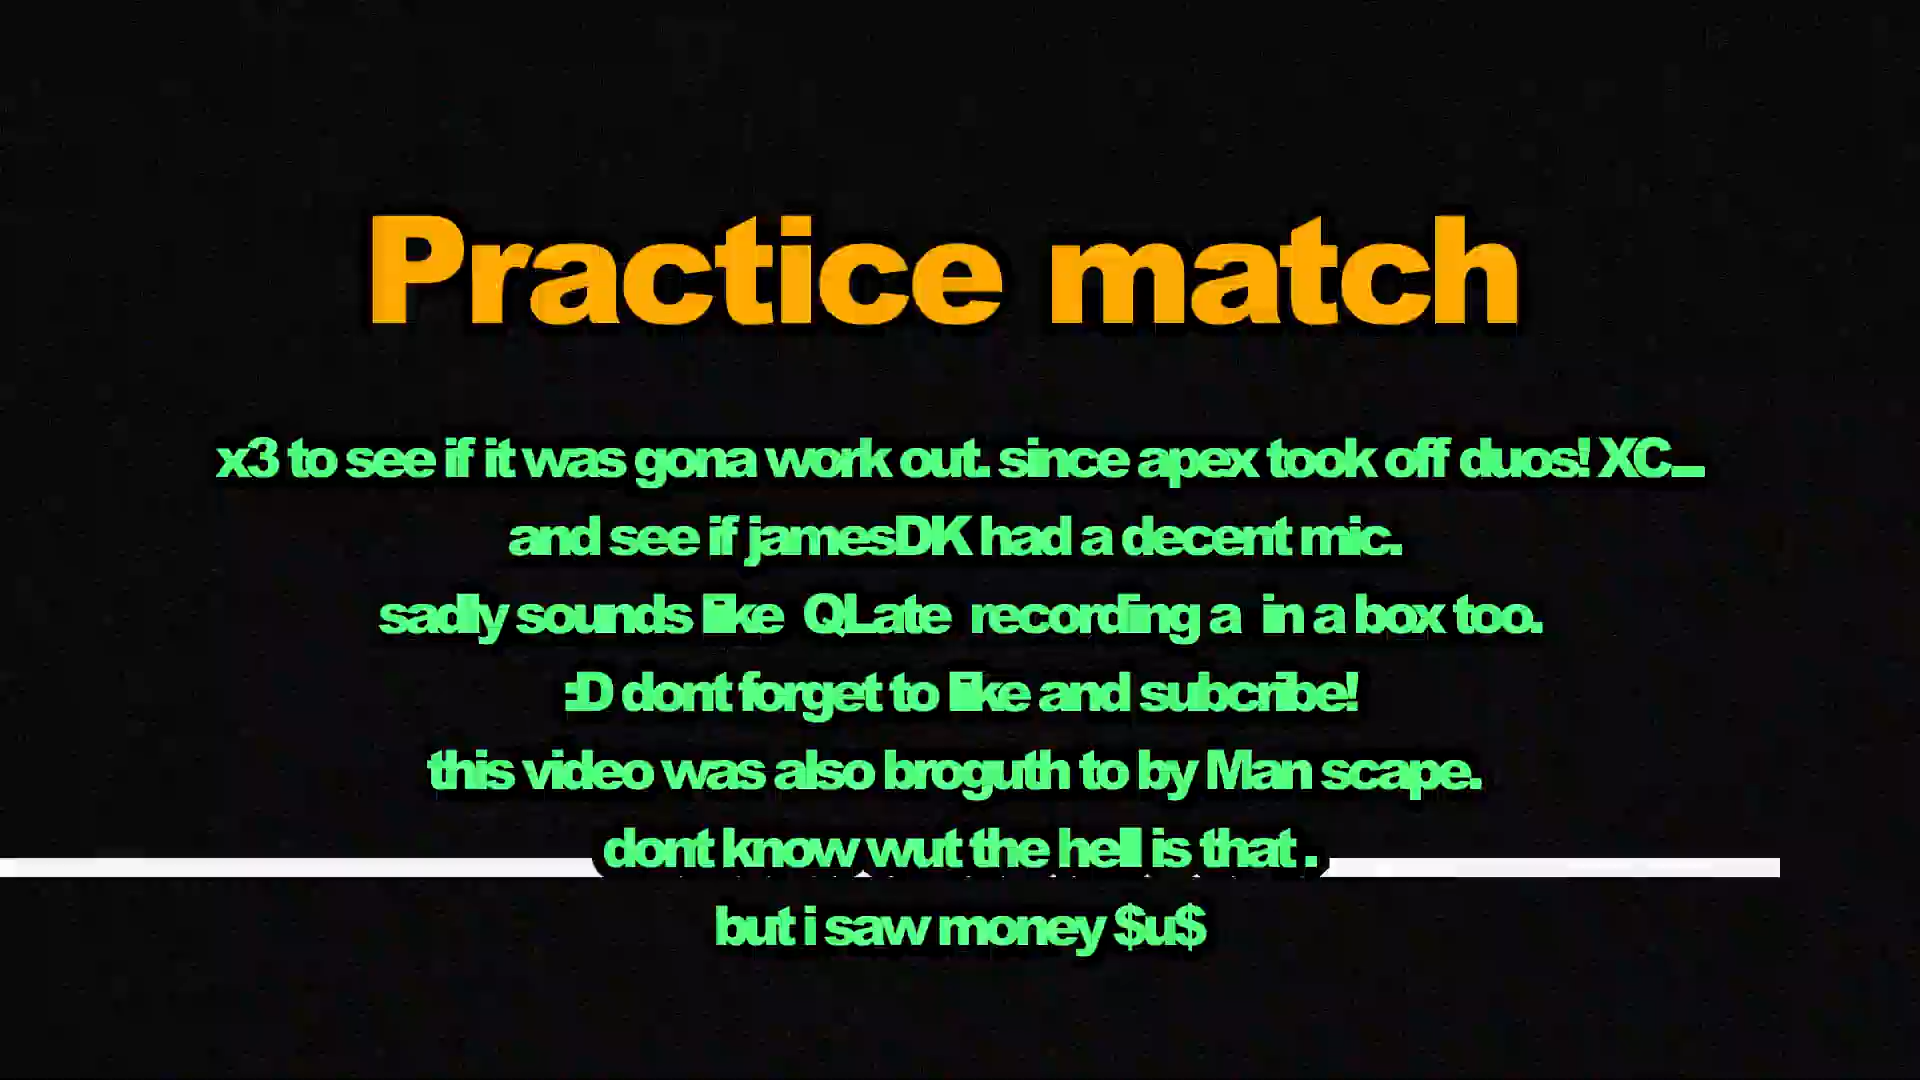 Practice match
x3 to see if it was gona work out. since apex took off duos! XC...
and see if jamesDK had a decent mic.
sadly sounds like QLate recording a in a box too.
:D dont forget to like and subcribe!
this video was also broguth to by Man scape.
dont know wut the hell is that .
but i saw money $u$